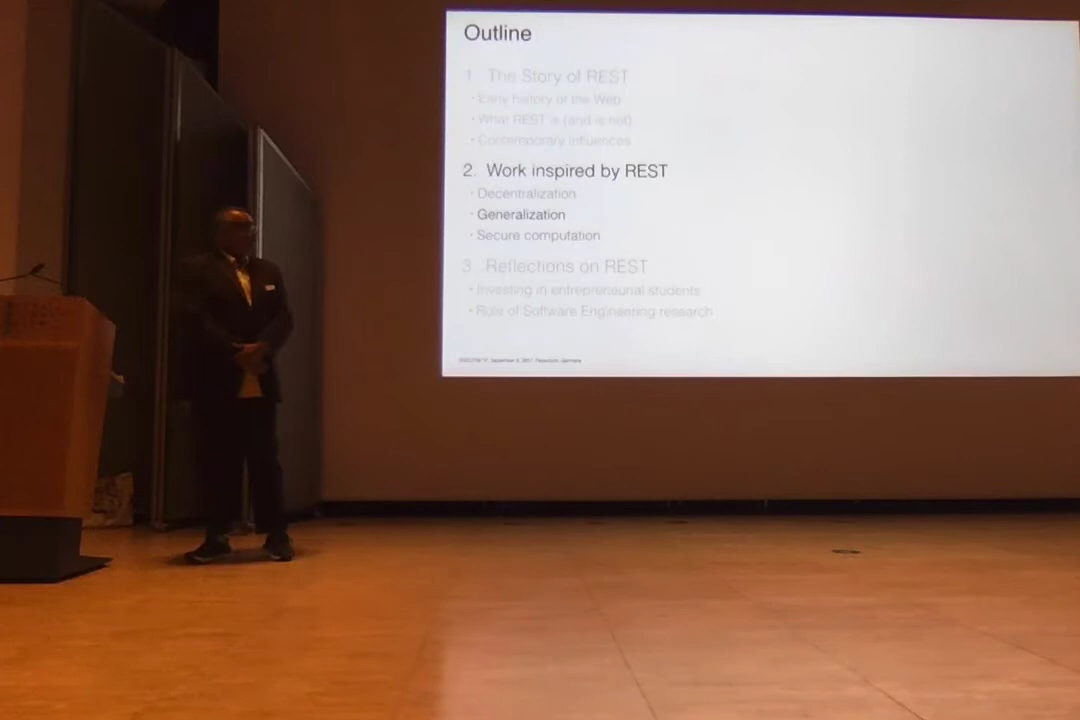 Outline
1. The Story of REST
· Early history of the Web
· What REST is (and is not)
· Contemporary influences
2. Work inspired by REST
· Decentralization
· Generalization
· Secure computation
3. Reflections on REST
· Investing in entrepreneurial students
· Role of Software Engineering research